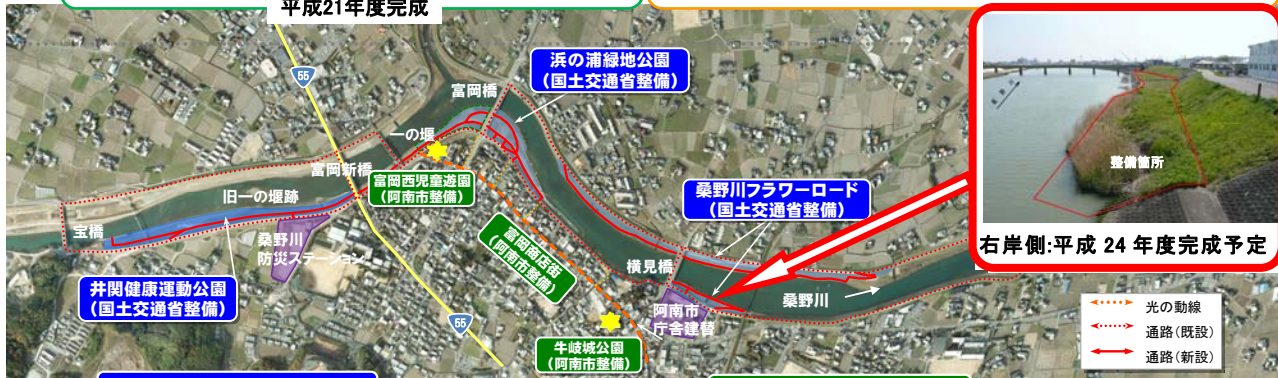 平成21年度完成
55
浜の浦緑地公園
(国土交通省整備)
富岡橋
一の堰
富岡新橋
富岡西児童遊園
(阿南市整備)
旧一の堰跡
宝橋
桑野川
防災ステーション
井関健康運動公園
(国土交通省整備)
富岡商店街
(阿南市整備)
桑野川フラワーロード
(国土交通省整備)
横見橋
桑野川
阿南市
庁舎建替
55
牛岐城公園
(阿南市整備)
整備箇所
右岸側:平成 24 年度完成予定
光の動線
通路(既設)
通路(新設)